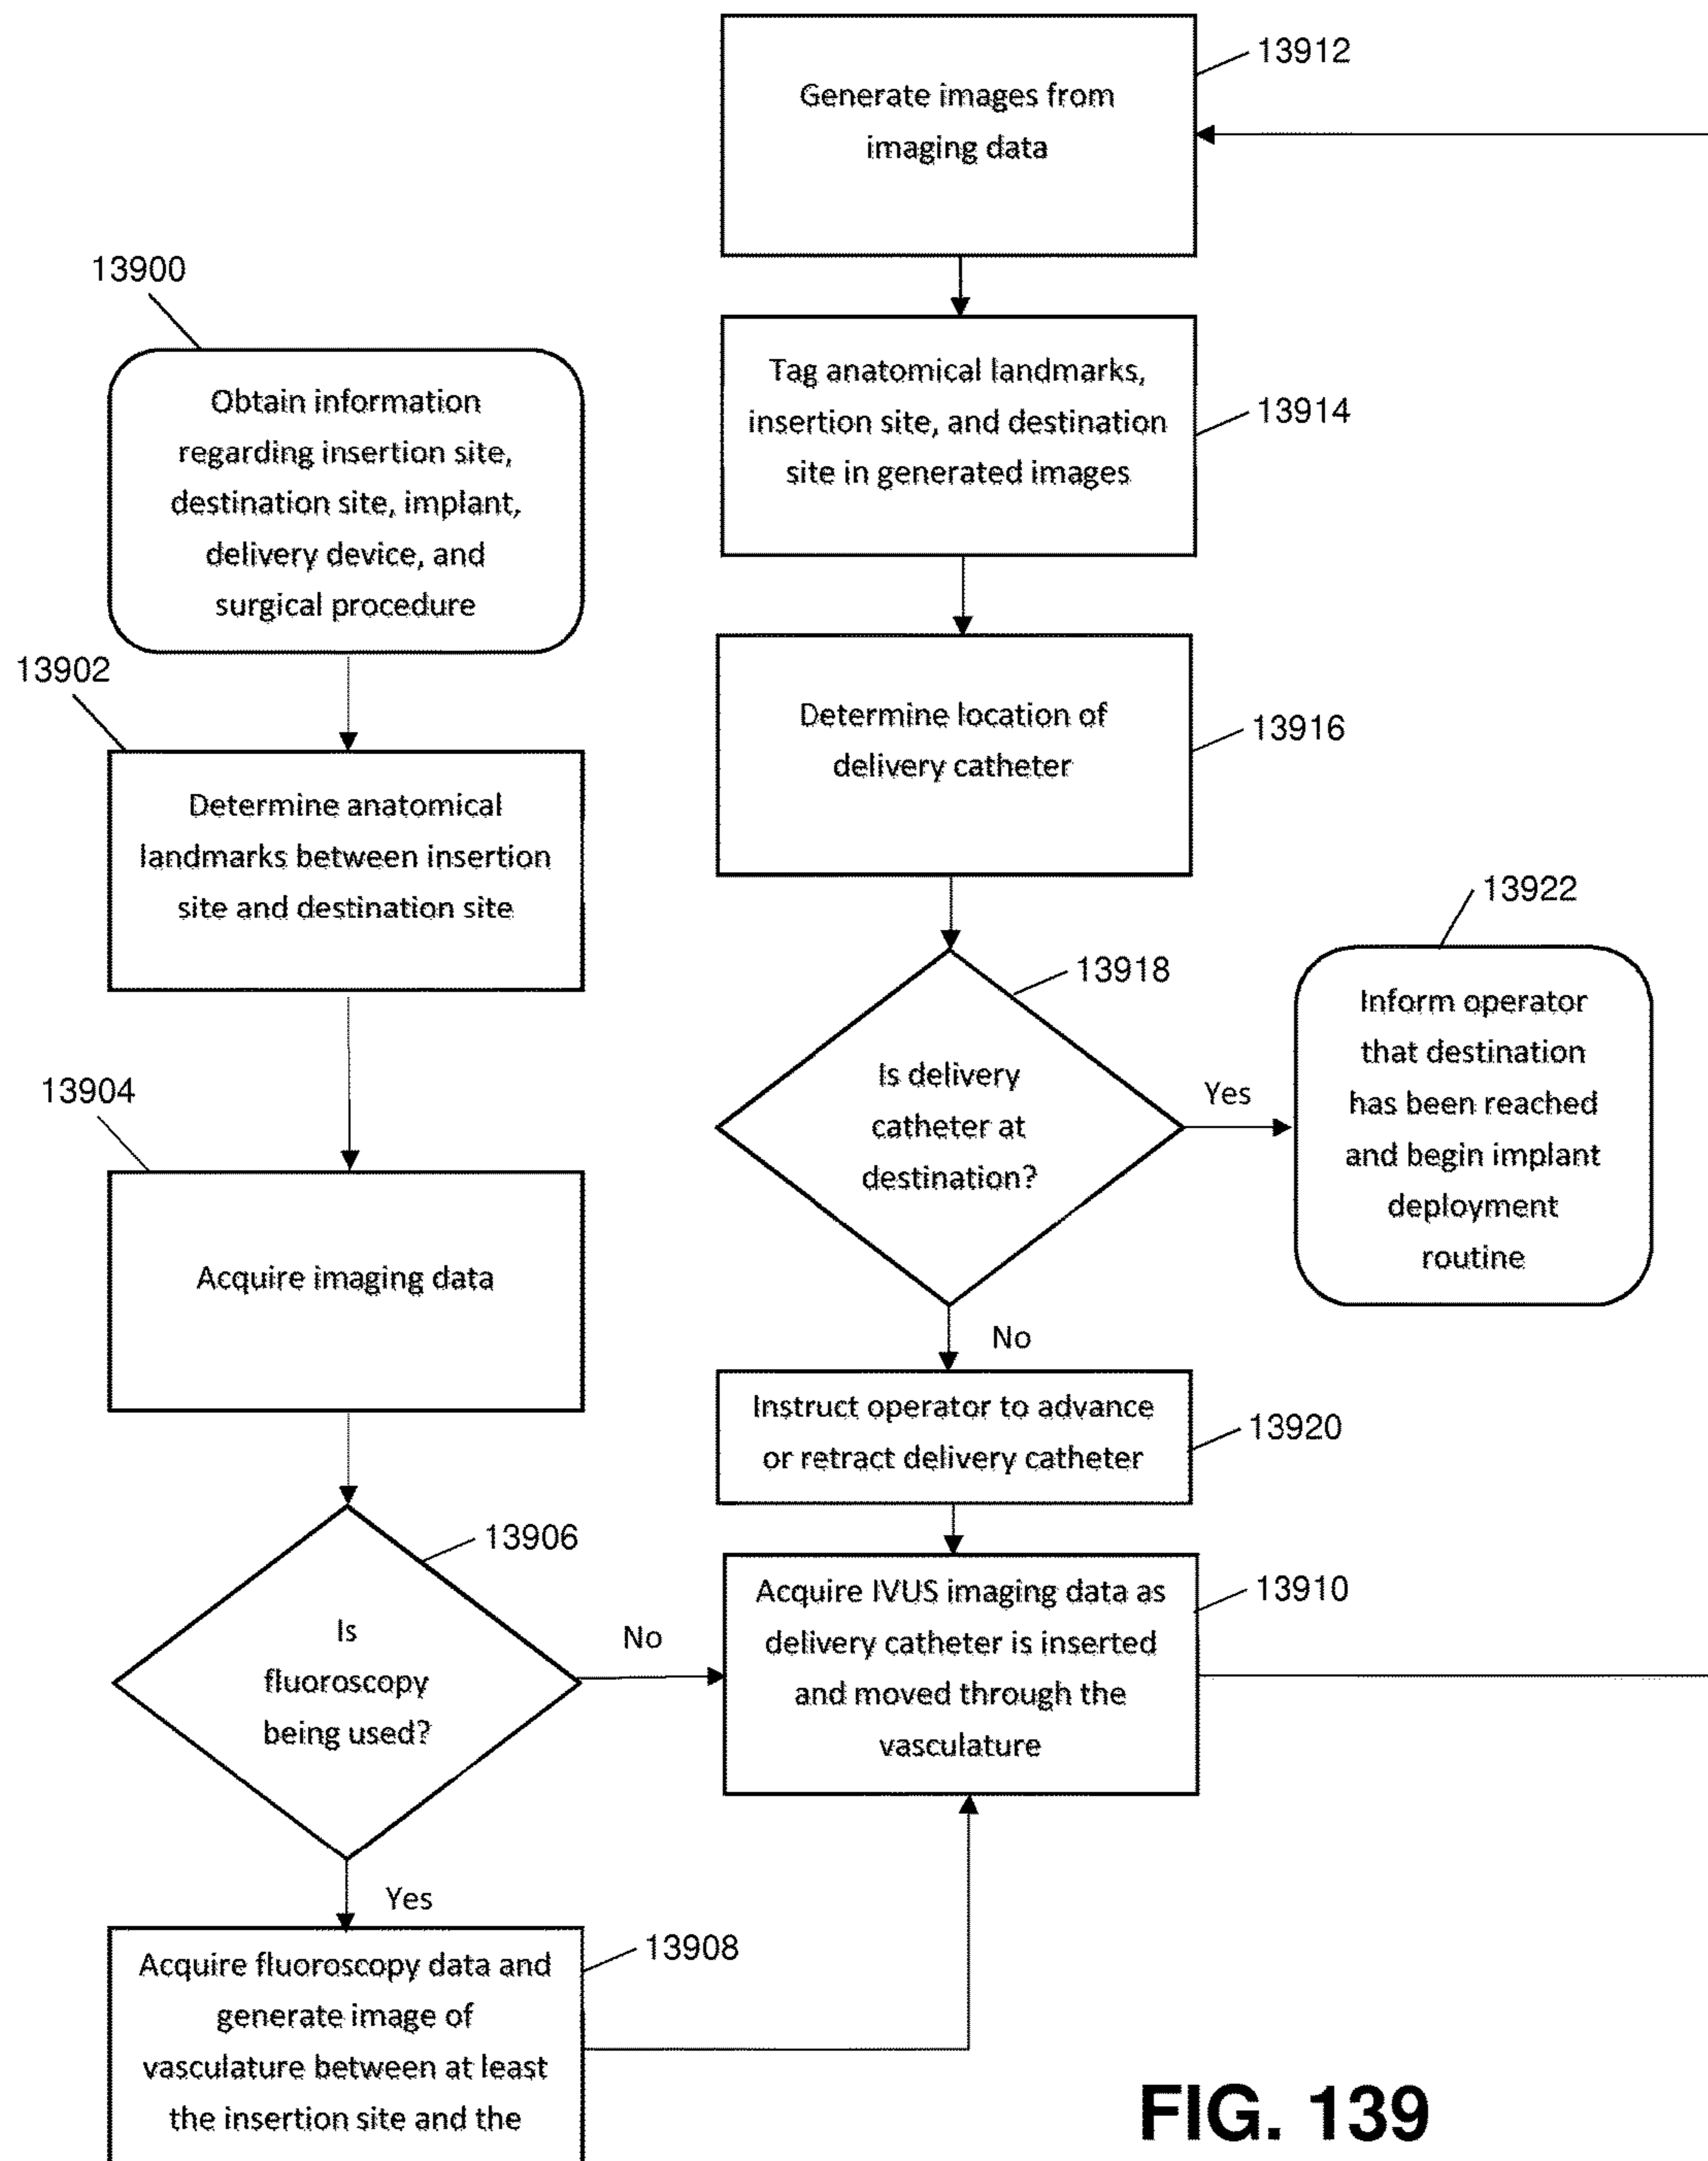 13900
Obtain information
regarding insertion site,
destination site, implant,
delivery device, and
surgical procedure
13902
Determine anatomical
landmarks between insertion
site and destination site
13904
Acquire imaging data
13906
Is
fluoroscopy
being used?
No
Yes
13908
Acquire fluoroscopy data and
generate image of
vasculature between at least
the insertion site and the
13912
Generate images from
imaging data
13914
Tag anatomical landmarks,
insertion site, and destination
site in generated images
13916
Determine location of
delivery catheter
13918
Is delivery
catheter at
destination?
Yes
No
13922
Inform operator
that destination
has been reached
and begin implant
deployment
routine
13920
Instruct operator to advance
or retract delivery catheter
13910
Acquire IVUS imaging data as
delivery catheter is inserted
and moved through the
vasculature
FIG. 139